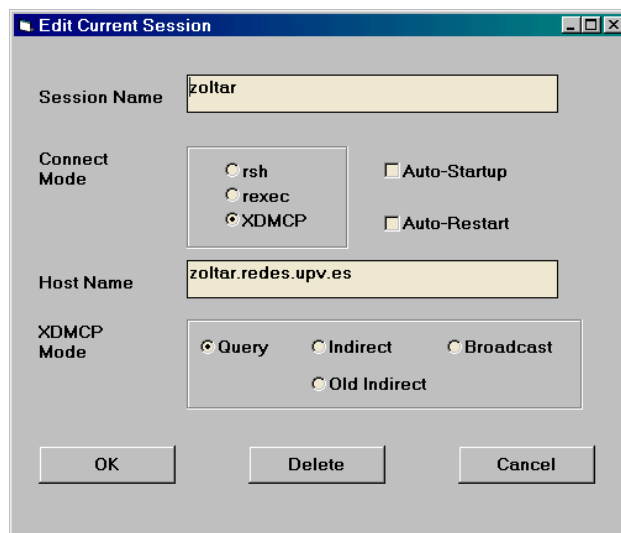 Edit Current Session
Session Name
zoltar
Connect
Mode
rsh
rexec
XDMCP
Auto-Startup
Auto-Restart
Host Name
zoltar.redes.upv.es
XDMCP
Mode
Query Indirect Broadcast
Old Indirect
OK Delete Cancel